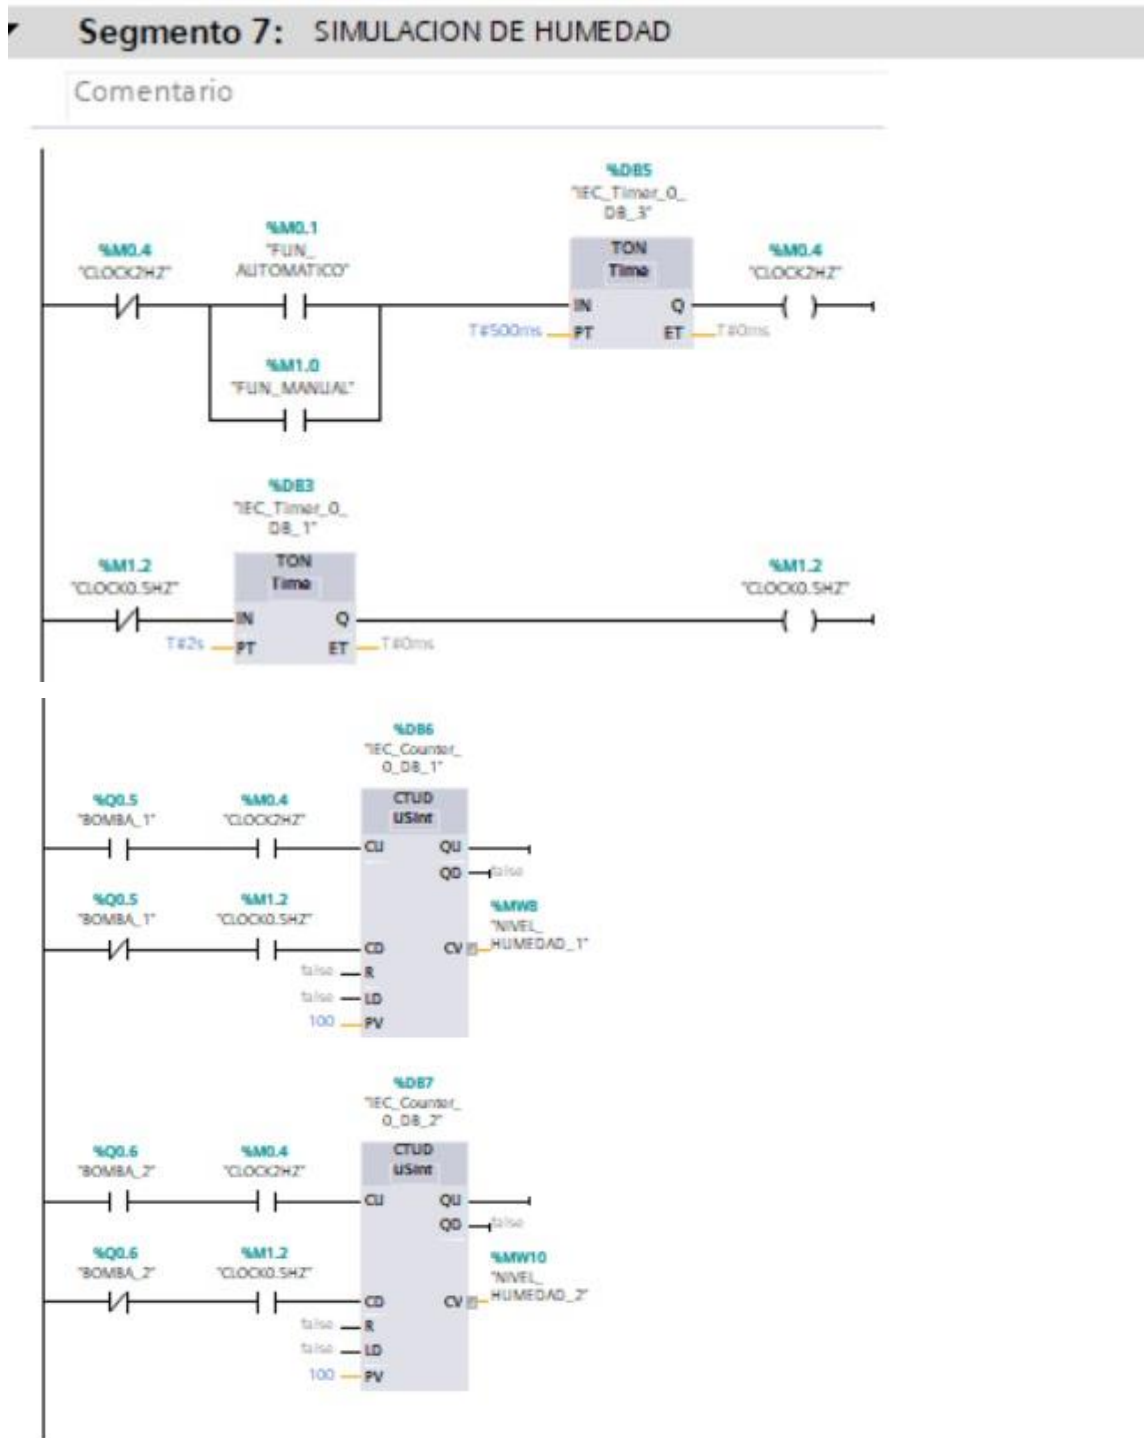 Segmento 7: SIMULACION DE HUMEDAD
Comentario
%DB5
"IEC_Timer_0_
DB_3"
%M0.4
"CLOCK2HZ"
%M0.1
"FUN_
AUTOMATICO"
TON
Time
%M0.4
"CLOCK2HZ"
IN Q
T#500ms PT ET T#0ms
%M1.0
"FUN_MANUAL"
%DB3
"IEC_Timer_0_
DB_1"
%M1.2
"CLOCK0.5HZ"
TON
Time
%M1.2
"CLOCK0.5HZ"
IN Q
T#2s PT ET T#0ms
%DB6
"IEC_Counter_
0_DB_1"
%Q0.5
"BOMBA_1"
%M0.4
"CLOCK2HZ"
CTUD
USInt
CU QU
QD false
%Q0.5
"BOMBA_1"
%M1.2
"CLOCK0.5HZ"
%MW8
"NIVEL_
HUMEDAD_1"
CD CV
false R
false LD
100 PV
%DB7
"IEC_Counter_
0_DB_2"
%Q0.6
"BOMBA_2"
%M0.4
"CLOCK2HZ"
CTUD
USInt
CU QU
QD false
%Q0.6
"BOMBA_2"
%M1.2
"CLOCK0.5HZ"
%MW10
"NIVEL_
HUMEDAD_2"
CD CV
false R
false LD
100 PV